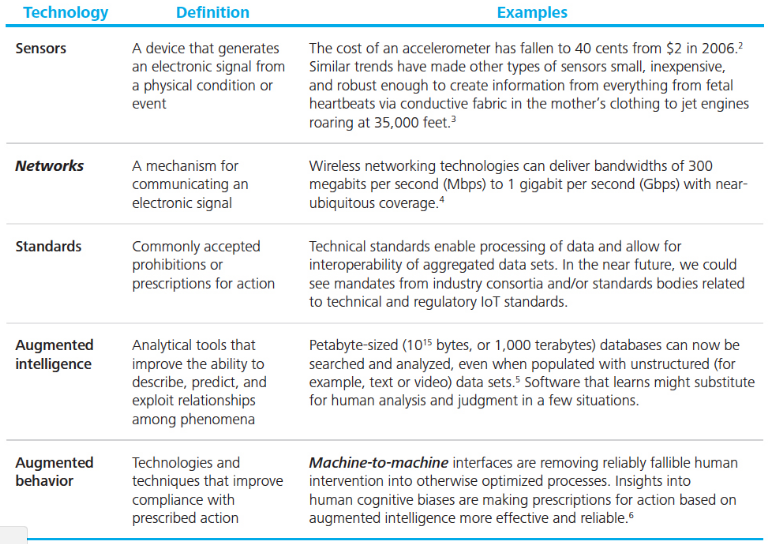 Technology Definition Examples
Sensors
A device that generates
an electronic signal from
a physical condition or
event
The cost of an accelerometer has fallen to 40 cents from $2 in 2006.²
Similar trends have made other types of sensors small, inexpensive,
and robust enough to create information from everything from fetal
heartbeats via conductive fabric in the mother's clothing to jet engines
roaring at 35,000 feet.³
Networks
A mechanism for
communicating an
electronic signal
Wireless networking technologies can deliver bandwidths of 300
megabits per second (Mbps) to 1 gigabit per second (Gbps) with near-
ubiquitous coverage.⁴
Standards
Commonly accepted
prohibitions or
prescriptions for action
Technical standards enable processing of data and allow for
interoperability of aggregated data sets. In the near future, we could
see mandates from industry consortia and/or standards bodies related
to technical and regulatory IoT standards.
Augmented
intelligence
Analytical tools that
improve the ability to
describe, predict, and
exploit relationships
among phenomena
Petabyte-sized (10¹⁵ bytes, or 1,000 terabytes) databases can now be
searched and analyzed, even when populated with unstructured (for
example, text or video) data sets.⁵ Software that learns might substitute
for human analysis and judgment in a few situations.
Augmented
behavior
Technologies and
techniques that improve
compliance with
prescribed action
Machine-to-machine interfaces are removing reliably fallible human
intervention into otherwise optimized processes. Insights into
human cognitive biases are making prescriptions for action based on
augmented intelligence more effective and reliable.⁶